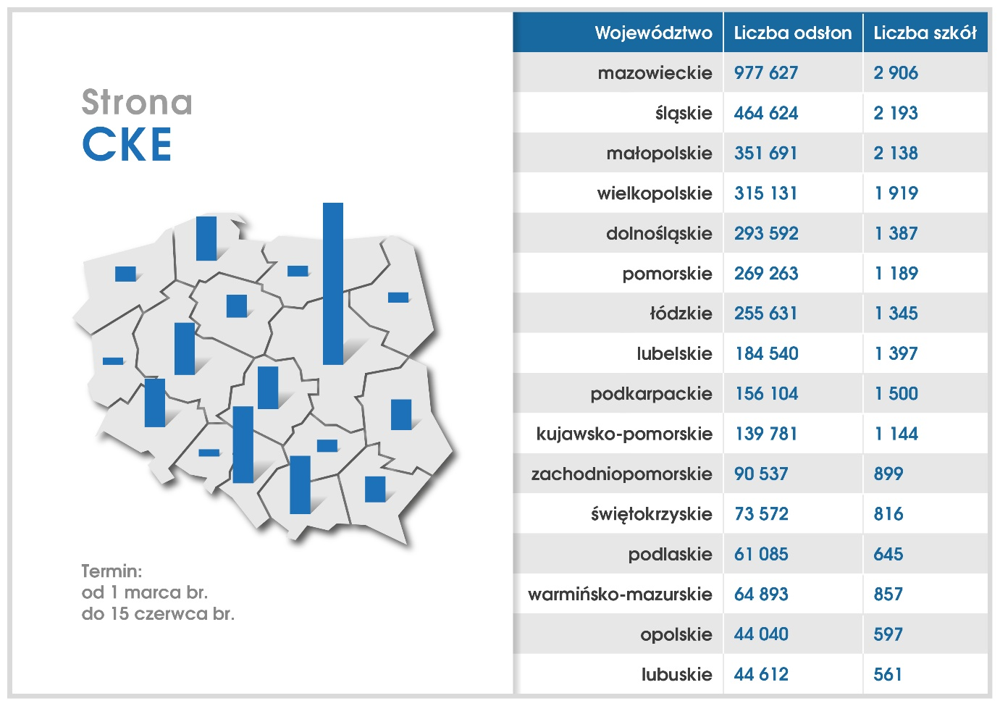 Strona
CKE
Termin:
od 1 marca br.
do 15 czerwca br.
Województwo Liczba odsłon Liczba szkół
mazowieckie 977 627 2 906
śląskie 464 624 2 193
małopolskie 351 691 2 138
wielkopolskie 315 131 1 919
dolnośląskie 293 592 1 387
pomorskie 269 263 1 189
łódzkie 255 631 1 345
lubelskie 184 540 1 397
podkarpackie 156 104 1 500
kujawsko-pomorskie 139 781 1 144
zachodniopomorskie 90 537 899
świętokrzyskie 73 572 816
podlaskie 61 085 645
warmińsko-mazurskie 64 893 857
opolskie 44 040 597
lubuskie 44 612 561